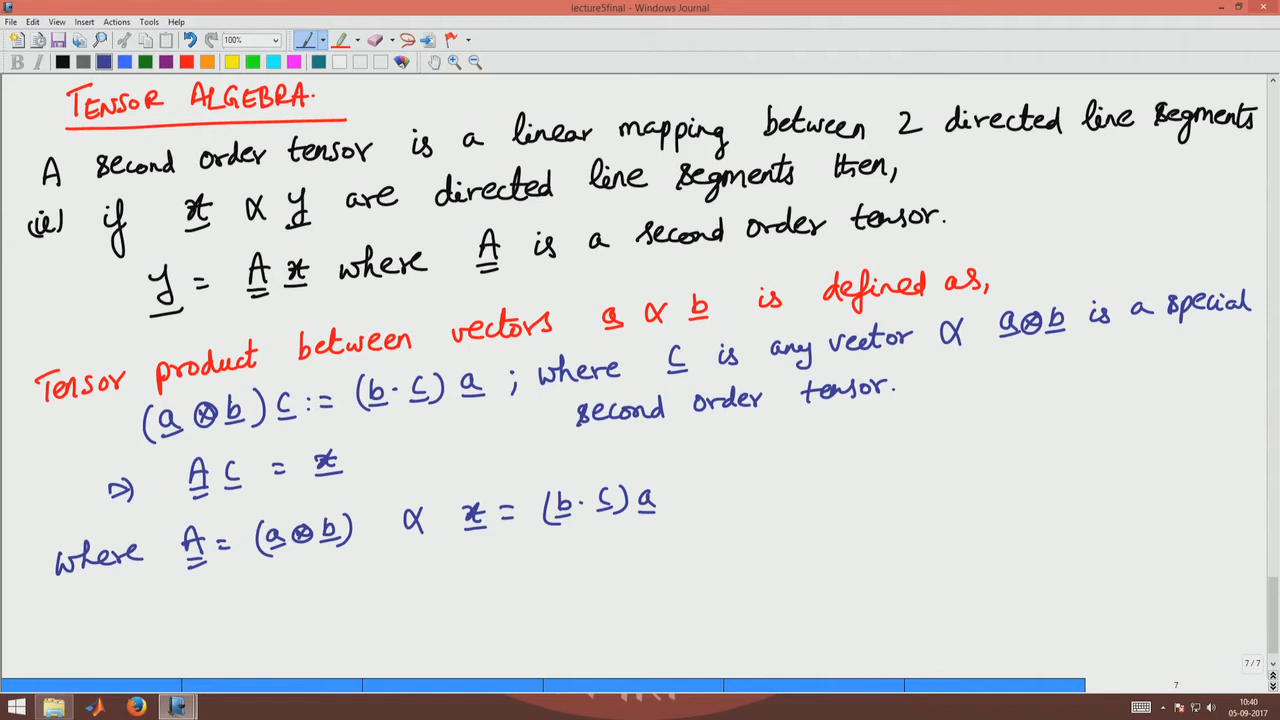 lecture5final - Windows Journal
File Edit View Insert Actions Tools Help
100%
TENSOR ALGEBRA.
A second order tensor is a linear mapping between 2 directed line segments
(ie) if x & y are directed line segments then,
y = A x where A is a second order tensor.
Tensor product between vectors a & b is defined as,
(a ⊗ b) c := (b · c) a ; where c is any vector & a⊗b is a special
second order tensor.
⇒ A c = x
where A = (a ⊗ b) & x = (b · c) a
7/7
7
10:40
05-09-2017